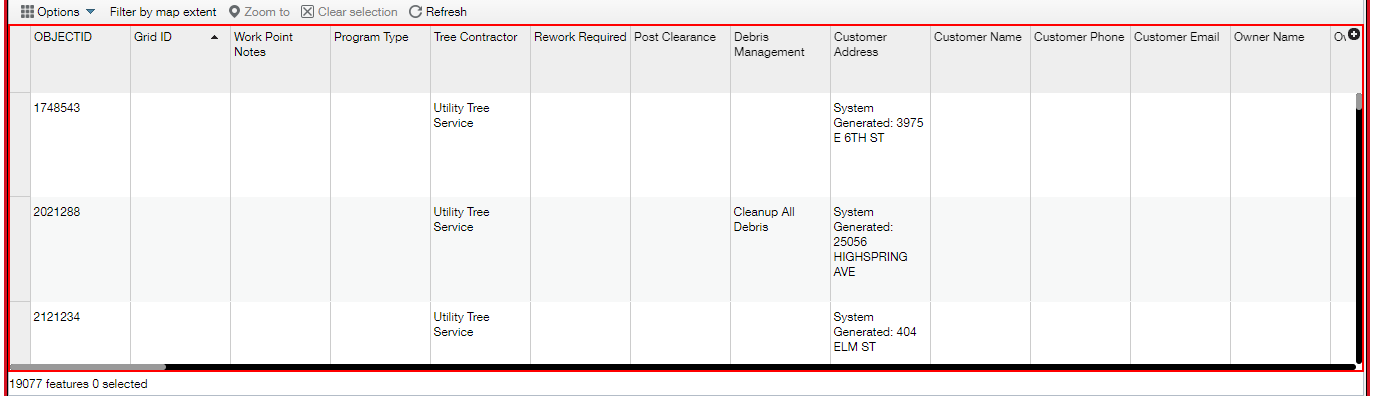 Options Filter by map extent Zoom to Clear selection Refresh
OBJECTID Grid ID Work Point Program Type Tree Contractor Rework Required Post Clearance Debris Customer Customer Name Customer Phone Customer Email Owner Name
Notes Management Address
1748543 Utility Tree System
Service Generated: 3975
E 6TH ST
2021288 Utility Tree Cleanup All System
Service Debris Generated:
25056
HIGHSPRING
AVE
2121234 Utility Tree System
Service Generated: 404
ELM ST
19077 features 0 selected